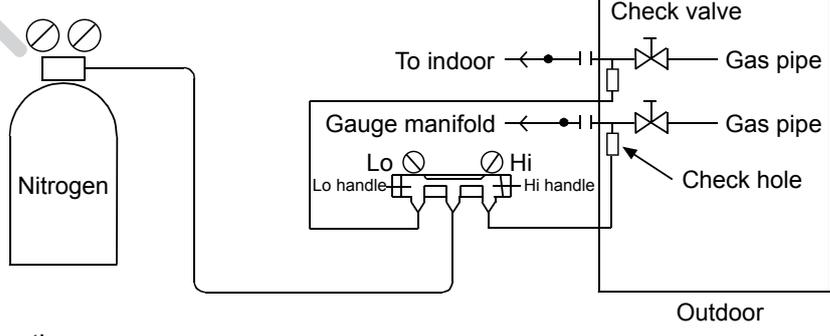 Check valve
To indoor
Gas pipe
Gauge manifold
Gas pipe
Lo
Hi
Lo handle
Hi handle
Check hole
Nitrogen
Outdoor